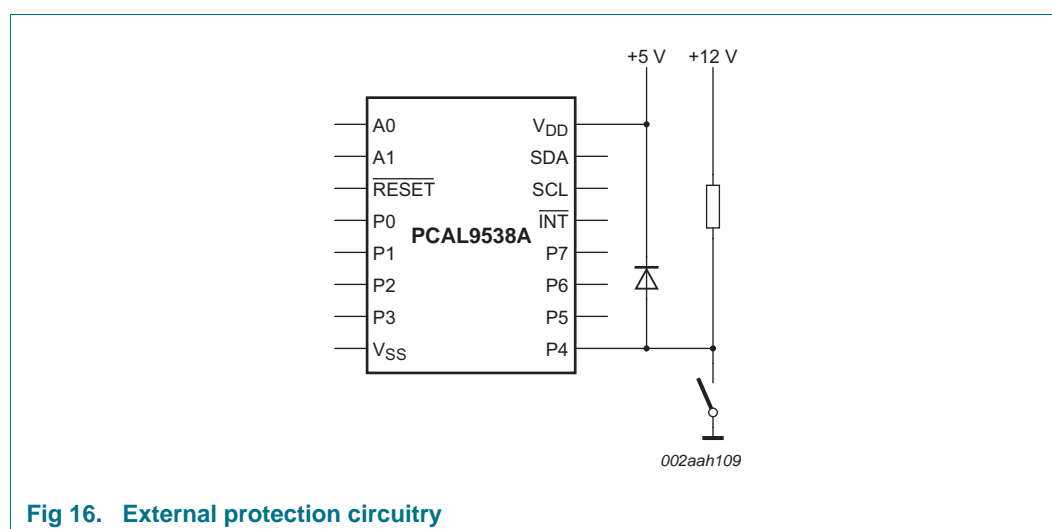 +5 V +12 V
A0 VDD
A1 SDA
RESET SCL
P0 INT
PCAL9538A
P1 P7
P2 P6
P3 P5
VSS P4
002aah109
Fig 16. External protection circuitry